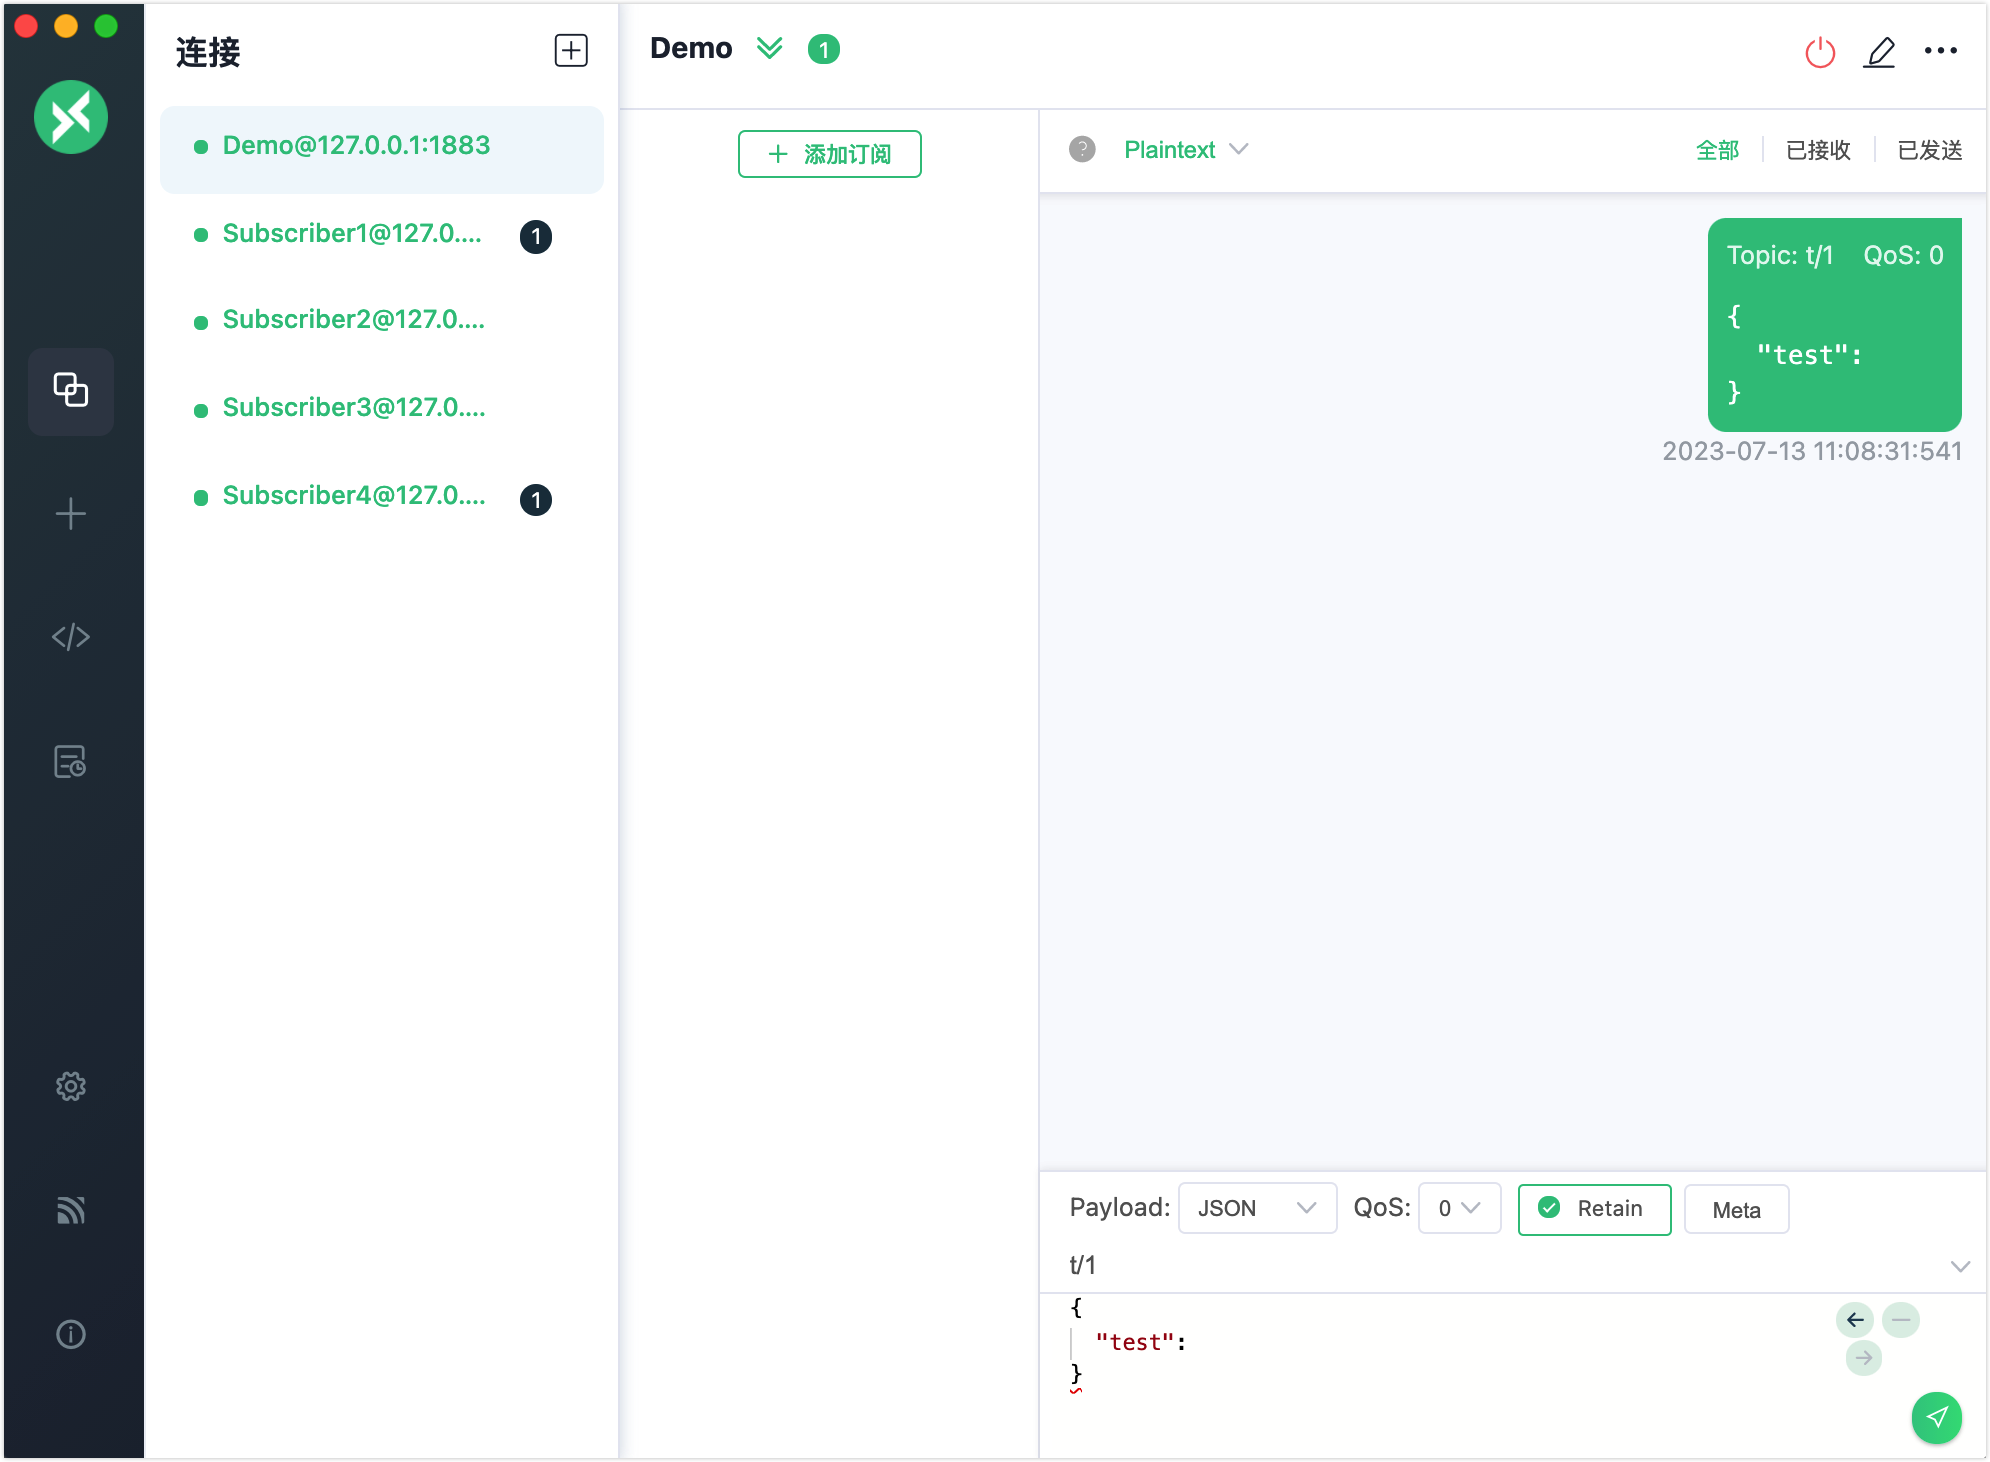 连接
Demo@127.0.0.1:1883
Subscriber1@127.0.... 1
Subscriber2@127.0....
Subscriber3@127.0....
Subscriber4@127.0.... 1
Demo 1
添加订阅
Plaintext 全部 已接收 已发送
Topic: t/1 QoS: 0
{
"test":
}
2023-07-13 11:08:31:541
Payload: JSON QoS: 0 Retain Meta
t/1
{
"test":
}